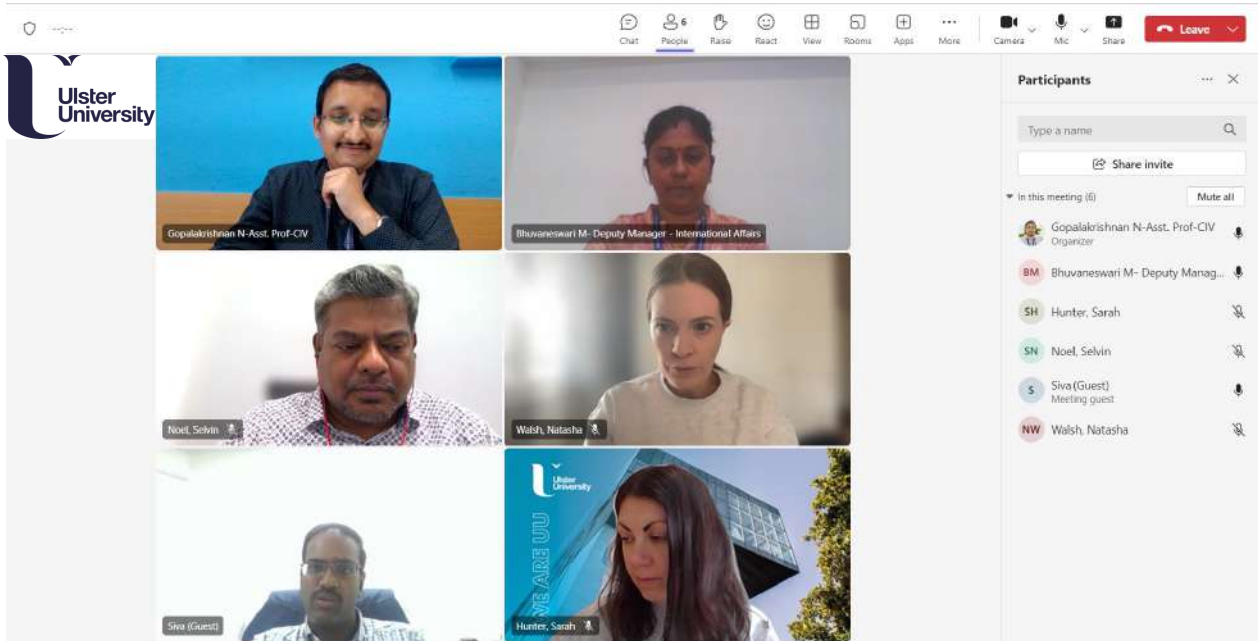 --:--
Chat
6
People
Raise
React
View
Rooms
Apps
More
Camera
Mic
Share
Leave
Ulster
University
Gopalakrishnan N-Asst. Prof-CIV
Bhuvaneswari M- Deputy Manager - International Affairs
Noel, Selvin
Walsh, Natasha
Siva (Guest)
Ulster
University
WE ARE UU
Hunter, Sarah
Participants
Type a name
Share invite
In this meeting (6)
Mute all
Gopalakrishnan N-Asst. Prof-CIV
Organizer
BM Bhuvaneswari M- Deputy Manag...
SH Hunter, Sarah
SN Noel, Selvin
S Siva (Guest)
Meeting guest
NW Walsh, Natasha